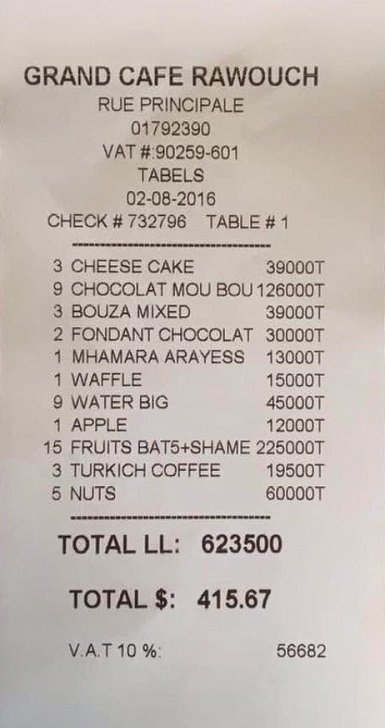 GRAND CAFE RAWOUCH
RUE PRINCIPALE
01792390
VAT #:90259-601
TABELS
02-08-2016
CHECK # 732796 TABLE # 1
3 CHEESE CAKE 39000T
9 CHOCOLAT MOU BOU 126000T
3 BOUZA MIXED 39000T
2 FONDANT CHOCOLAT 30000T
1 MHAMARA ARAYESS 13000T
1 WAFFLE 15000T
9 WATER BIG 45000T
1 APPLE 12000T
15 FRUITS BAT5+SHAME 225000T
3 TURKICH COFFEE 19500T
5 NUTS 60000T
TOTAL LL: 623500
TOTAL $: 415.67
V.A.T 10 %: 56682